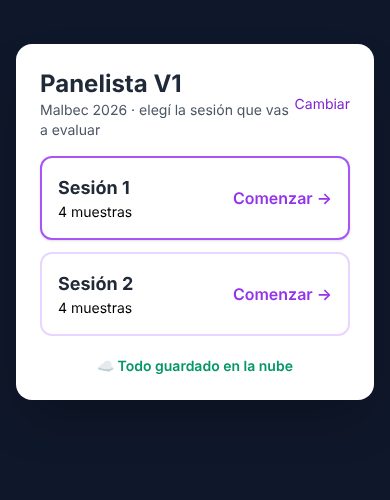 Panelista V1
Malbec 2026 · elegí la sesión que vas
a evaluar
Cambiar
Sesión 1
4 muestras
Comenzar →
Sesión 2
4 muestras
Comenzar →
☁️ Todo guardado en la nube